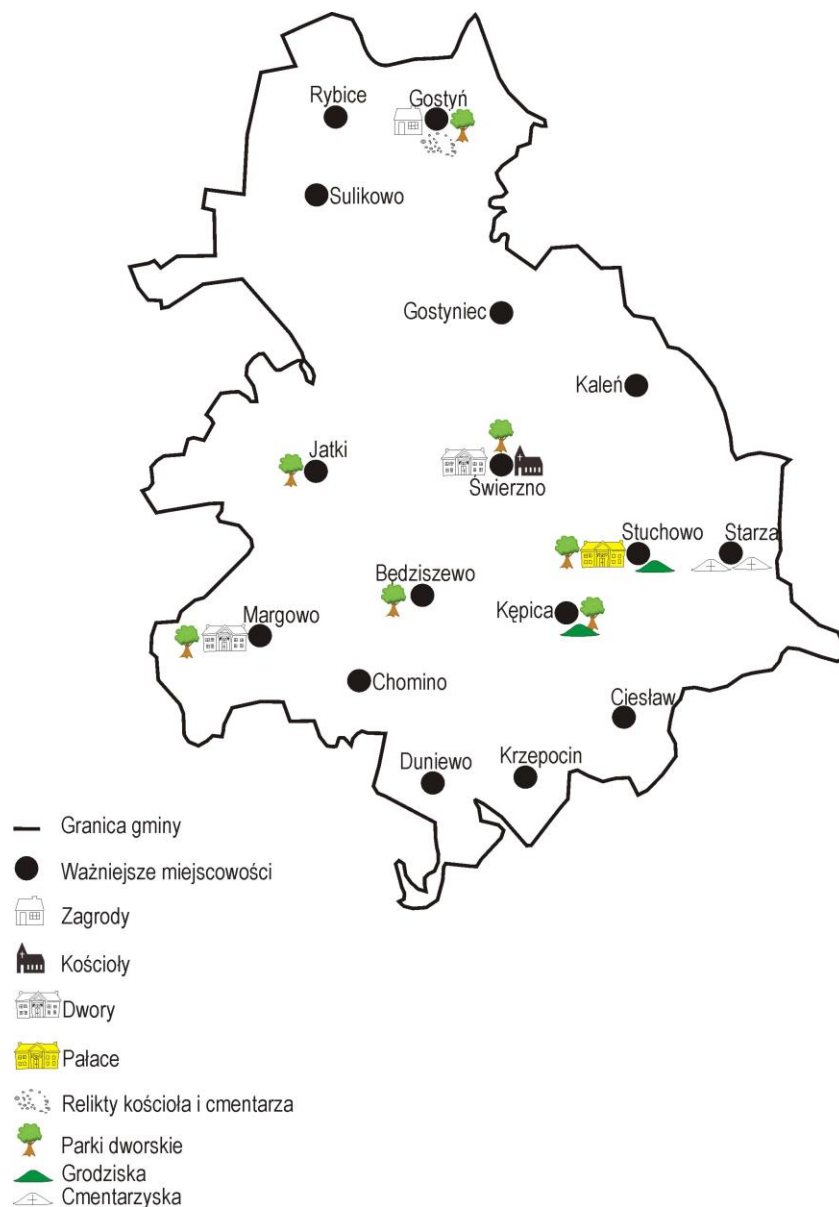 Rybice
Gostyń
Sulikowo
Gostyniec
Kaleń
Jatki
Świerzno
Stuchowo
Starza
Będziszewo
Kępica
Margowo
Chomino
Ciesław
Duniewo
Krzepocin
Granica gminy
Ważniejsze miejscowości
Zagrody
Kościoły
Dwory
Pałace
Relikty kościoła i cmentarza
Parki dworskie
Grodziska
Cmentarzyska